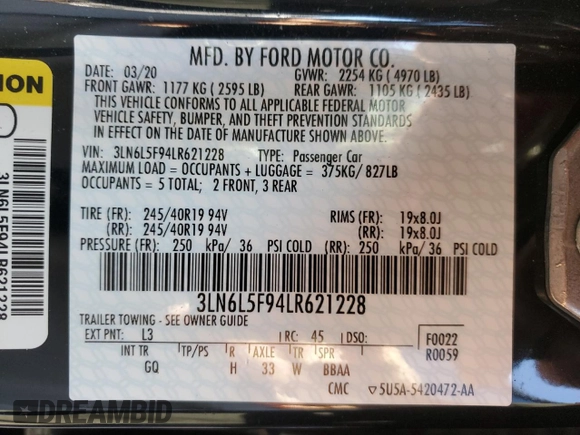 MFD. BY FORD MOTOR CO.
DATE: 03/20 GVWR: 2254 KG ( 4970 LB)
FRONT GAWR: 1177 KG ( 2595 LB) REAR GAWR: 1105 KG ( 2435 LB)
THIS VEHICLE CONFORMS TO ALL APPLICABLE FEDERAL MOTOR
VEHICLE SAFETY, BUMPER, AND THEFT PREVENTION STANDARDS
IN EFFECT ON THE DATE OF MANUFACTURE SHOWN ABOVE.
VIN: 3LN6L5F94LR621228 TYPE: Passenger Car
MAXIMUM LOAD = OCCUPANTS + LUGGAGE = 375KG/ 827LB
OCCUPANTS = 5 TOTAL; 2 FRONT, 3 REAR
TIRE (FR): 245/40R19 94V RIMS (FR): 19x8.0J
(RR): 245/40R19 94V (RR): 19x8.0J
PRESSURE (FR): 250 kPa/ 36 PSI COLD (RR): 250 kPa/ 36 PSI COLD
3LN6L5F94LR621228
TRAILER TOWING - SEE OWNER GUIDE
EXT PNT: L3 RC: 45 DSO: F0022
R0059
INT TR TP/PS R AXLE TR SPR
GQ H 33 W BBAA
CMC 5U5A-5420472-AA
ION
3LN6L5F94LR621228
DREAMBID